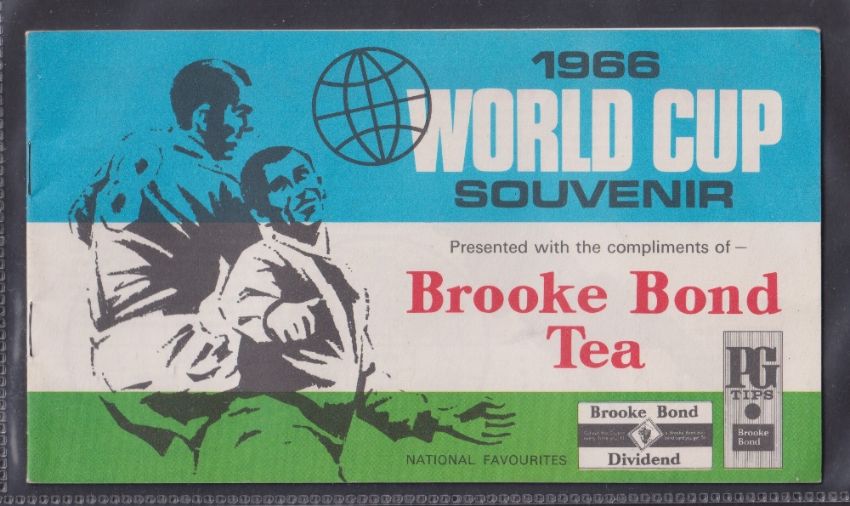 1966
WORLD CUP
SOUVENIR
Presented with the compliments of –
Brooke Bond
Tea
PG
TIPS
Brooke
Bond
Brooke Bond
Dividend
NATIONAL FAVOURITES